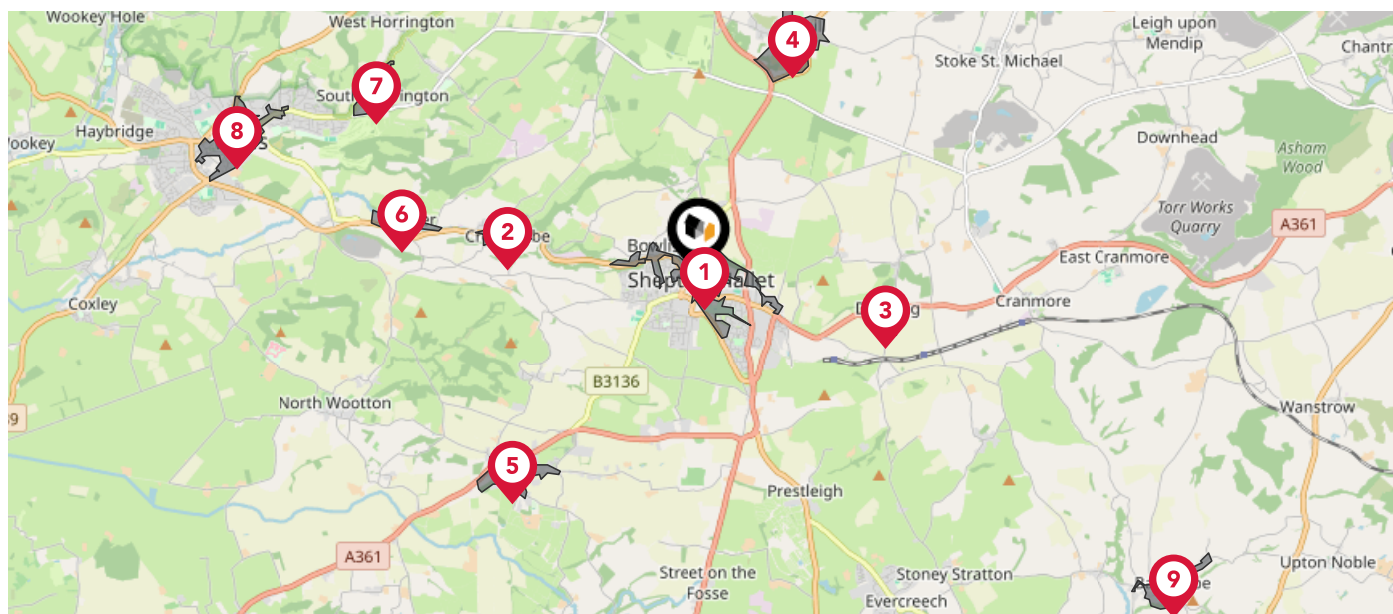 Wookey Hole
West Horrington
Leigh upon
Mendip
4
Stoke St. Michael
7
Haybridge
8
Downhead
Asham
Wood
6
2
Torr Works
Quarry
A361
East Cranmore
1
Coxley
3
Cranmore
B3136
North Wootton
Wanstrow
5
Prestleigh
A361
Street on the
Fosse
Stoney Stratton
Evercreech
9
Upton Noble